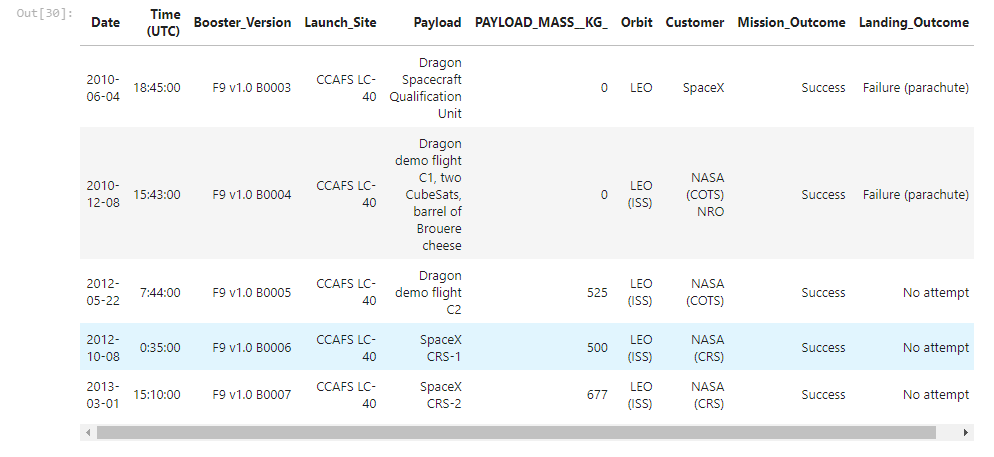 Out[30]:
Date Time (UTC) Booster_Version Launch_Site Payload PAYLOAD_MASS__KG_ Orbit Customer Mission_Outcome Landing_Outcome
2010-06-04 18:45:00 F9 v1.0 B0003 CCAFS LC-40 Dragon Spacecraft Qualification Unit 0 LEO SpaceX Success Failure (parachute)
2010-12-08 15:43:00 F9 v1.0 B0004 CCAFS LC-40 Dragon demo flight C1, two CubeSats, barrel of Brouere cheese 0 LEO (ISS) NASA (COTS) NRO Success Failure (parachute)
2012-05-22 7:44:00 F9 v1.0 B0005 CCAFS LC-40 Dragon demo flight C2 525 LEO (ISS) NASA (COTS) Success No attempt
2012-10-08 0:35:00 F9 v1.0 B0006 CCAFS LC-40 SpaceX CRS-1 500 LEO (ISS) NASA (CRS) Success No attempt
2013-03-01 15:10:00 F9 v1.0 B0007 CCAFS LC-40 SpaceX CRS-2 677 LEO (ISS) NASA (CRS) Success No attempt